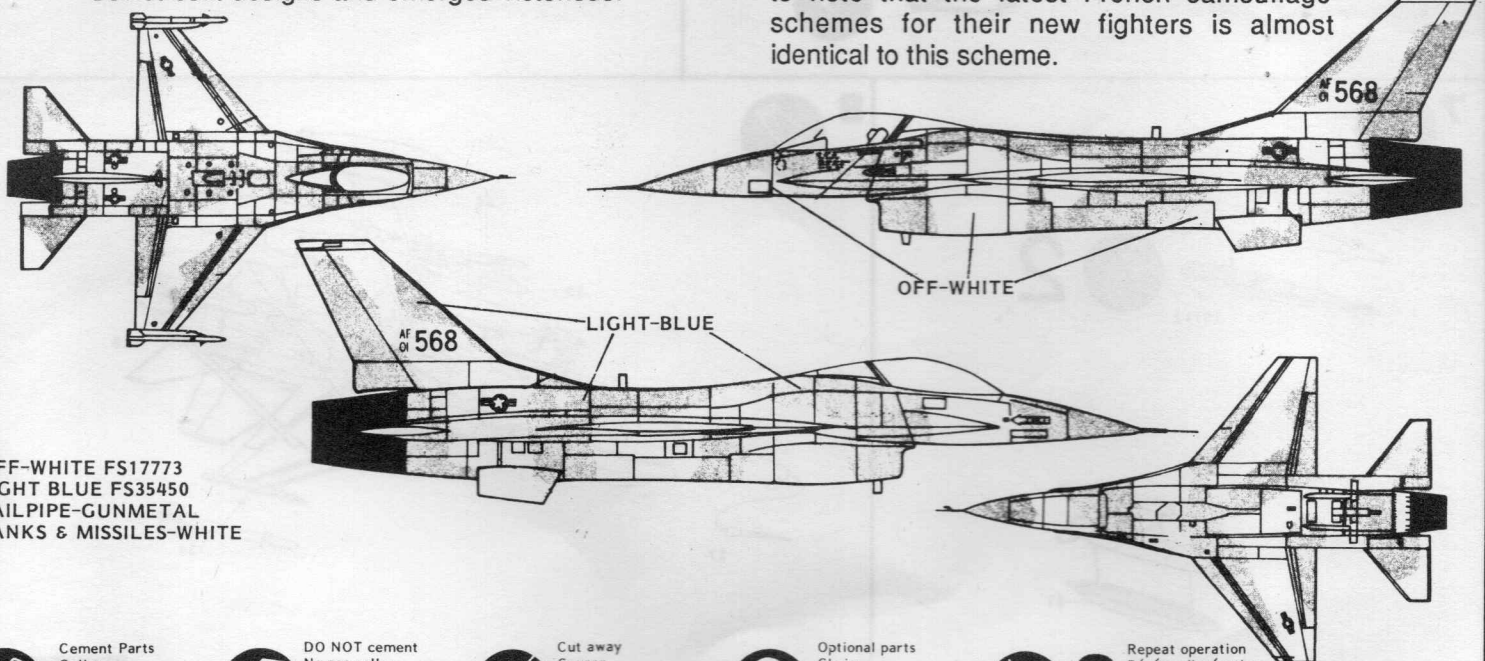 to note that the latest French camouflage
schemes for their new fighters is almost
identical to this scheme.
AF
01 568
OFF-WHITE
LIGHT-BLUE
AF
01 568
FF-WHITE FS17773
GHT BLUE FS35450
AILPIPE-GUNMETAL
ANKS & MISSILES-WHITE
Cement Parts
DO NOT cement
Cut away
Optional parts
Repeat operation